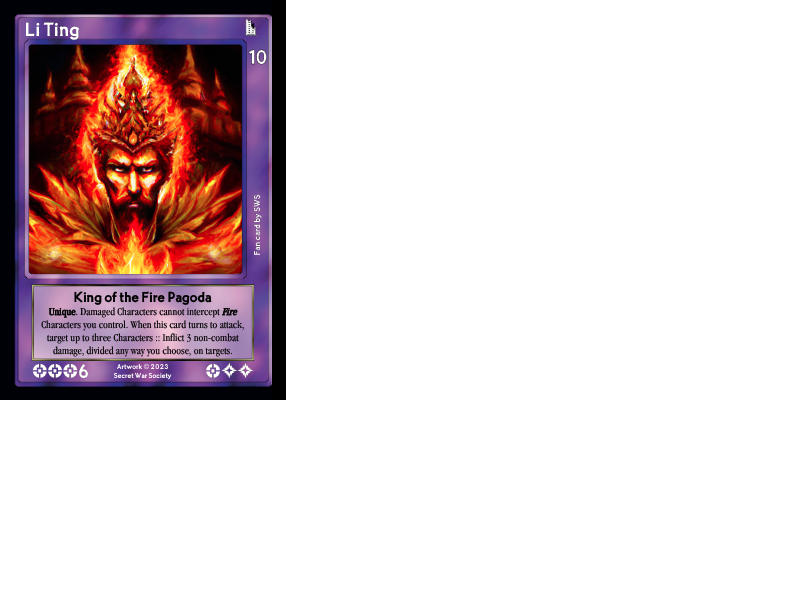 Li Ting
10
Fan card by SWS
King of the Fire Pagoda
Unique. Damaged Characters cannot intercept Fire
Characters you control. When this card turns to attack,
target up to three Characters :: Inflict 3 non-combat
damage, divided any way you choose, on targets.
6
Artwork © 2023
Secret War Society